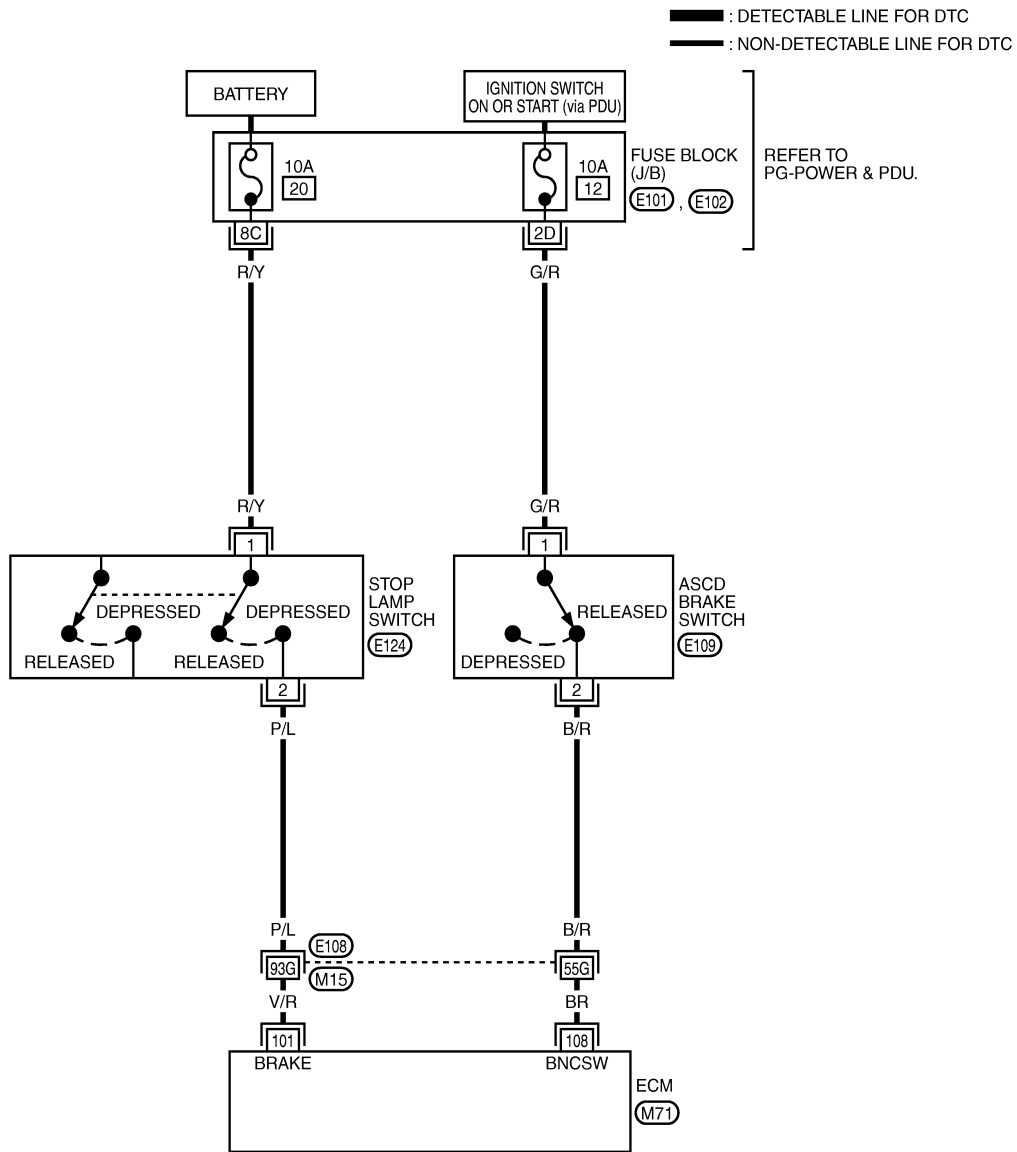 : DETECTABLE LINE FOR DTC
: NON-DETECTABLE LINE FOR DTC
BATTERY
IGNITION SWITCH
ON OR START (via PDU)
10A
20
10A
12
FUSE BLOCK
(J/B)
E101 , E102
REFER TO
PG-POWER & PDU.
8C
2D
R/Y
G/R
R/Y
G/R
1
1
DEPRESSED
DEPRESSED
RELEASED
RELEASED
STOP
LAMP
SWITCH
E124
RELEASED
DEPRESSED
ASCD
BRAKE
SWITCH
E109
2
2
P/L
B/R
P/L
B/R
E108
93G
55G
M15
V/R
BR
101
108
BRAKE
BNCSW
ECM
M71